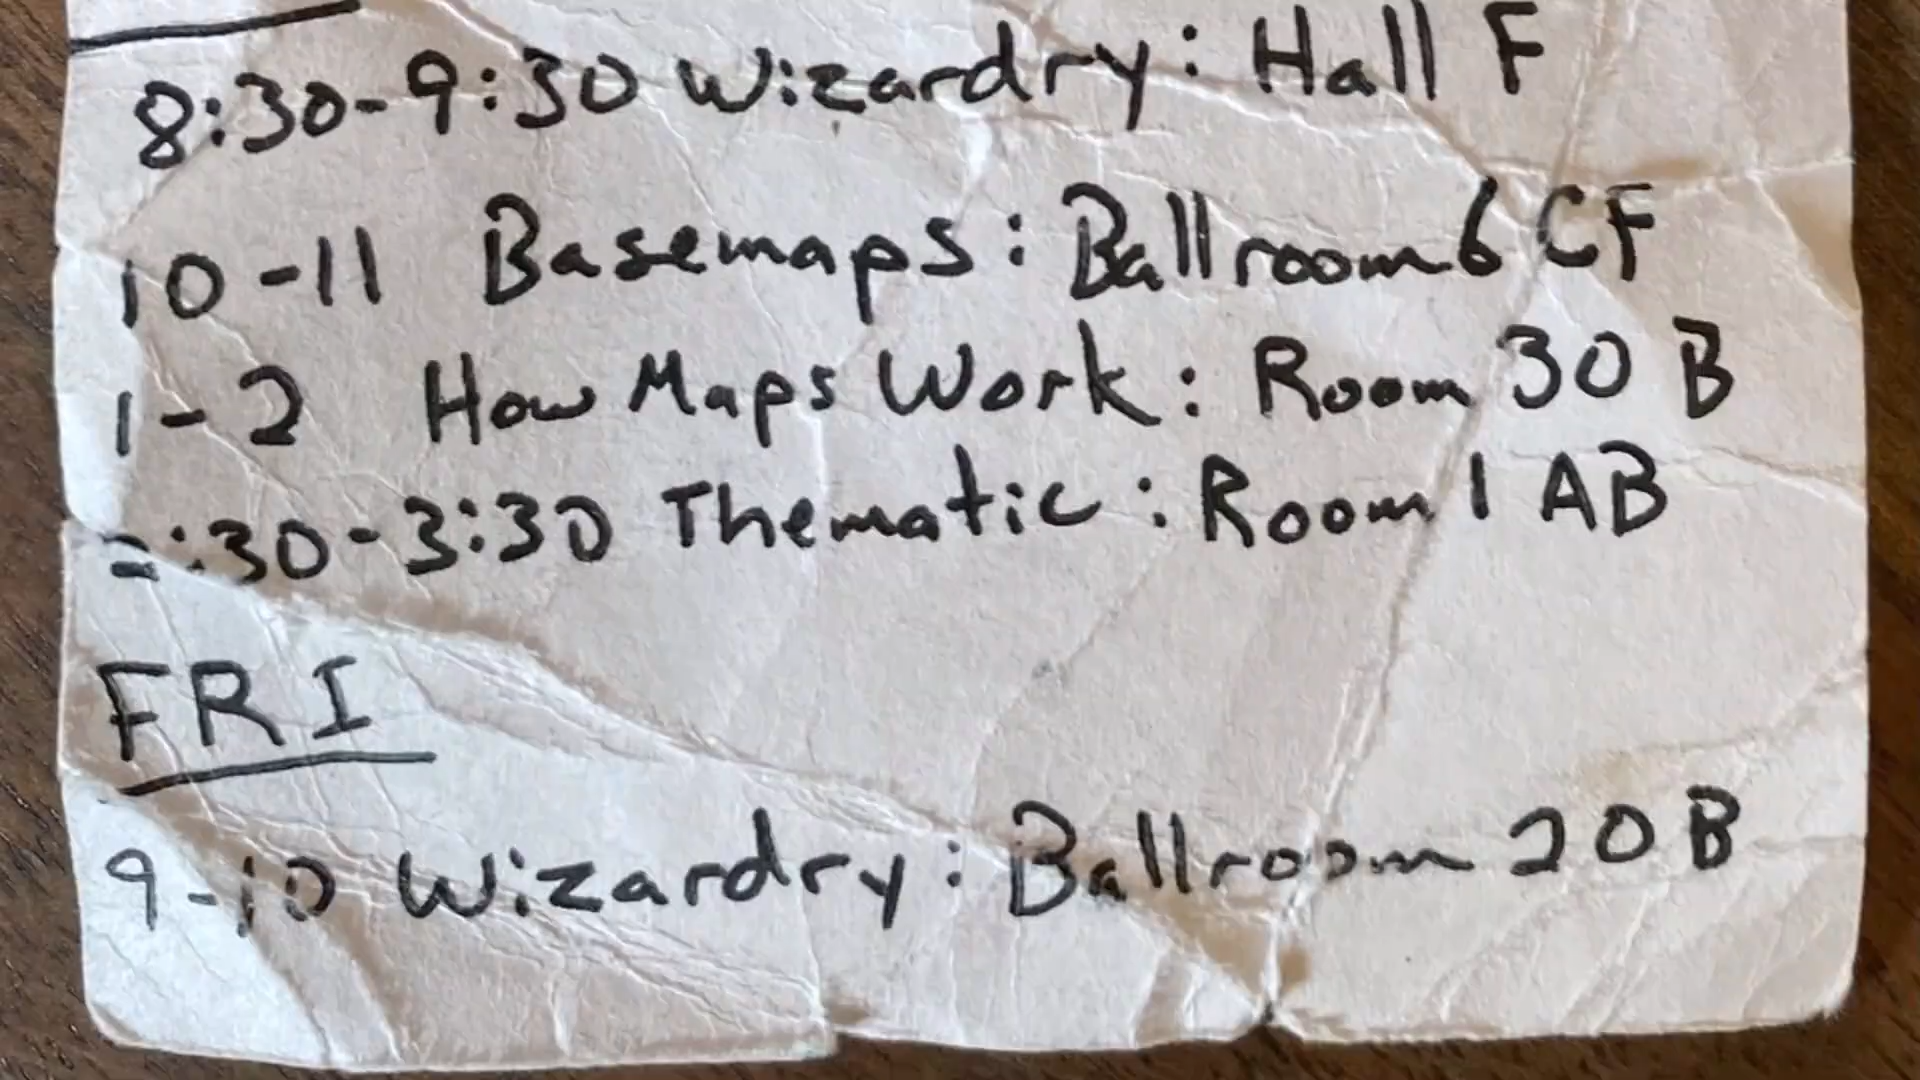 8:30-9:30 Wizardry: Hall F
10-11 Basemaps: Ballroom 6 CF
1-2 How Maps Work: Room 30 B
2:30-3:30 Thematic: Room 1 AB
FRI
9-10 Wizardry: Ballroom 20 B